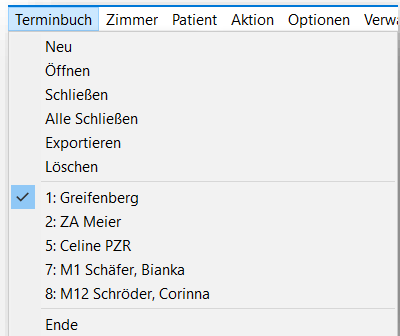 Terminbuch Zimmer Patient Aktion Optionen
Neu
Öffnen
Schließen
Alle Schließen
Exportieren
Löschen
1: Greifenberg
2: ZA Meier
5: Celine PZR
7: M1 Schäfer, Bianka
8: M12 Schröder, Corinna
Ende